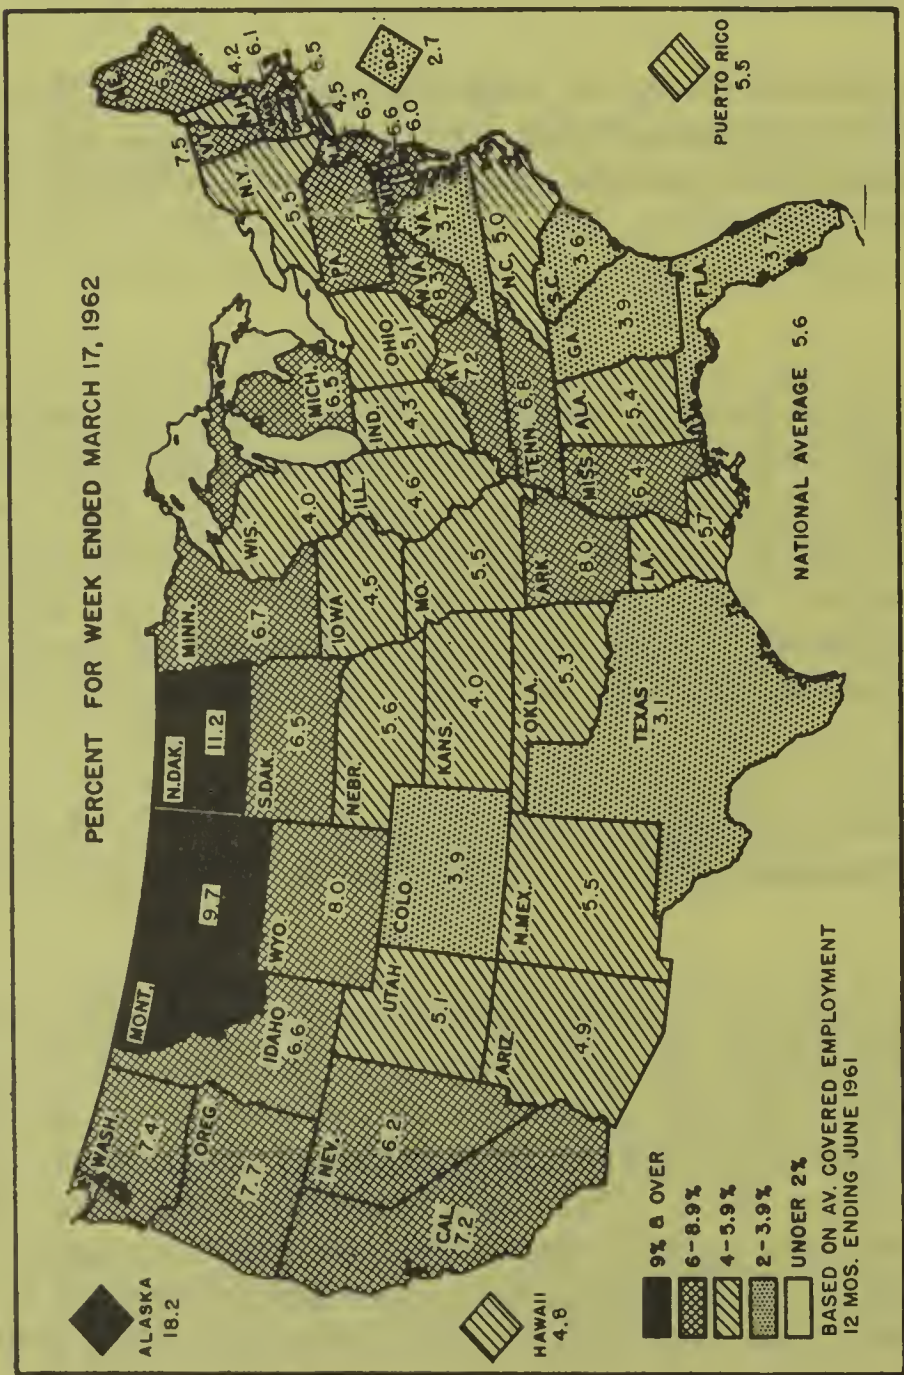 PERCENT FOR WEEK ENDED MARCH 17, 1962
ALASKA
18.2
HAWAII
4.8
WASH.
7.4
OREG.
7.7
CAL.
7.2
NEV.
6.2
IDAHO
6.6
MONT.
9.7
WYO.
8.0
UTAH
5.1
ARIZ.
4.9
COLO.
3.9
N.MEX.
5.5
N.DAK.
11.2
S.DAK.
6.5
NEBR.
5.6
KANS.
4.0
OKLA.
5.3
TEXAS
3.1
MINN.
6.7
IOWA
4.5
MO.
5.5
ARK.
8.0
LA.
5.7
WIS.
4.0
ILL.
4.6
MICH.
6.5
IND.
4.3
OHIO
5.1
KY.
7.2
TENN.
6.8
MISS.
6.4
ALA.
5.4
GA.
3.9
FLA.
3.7
S.C.
3.6
N.C. 5.0
VA.
3.7
W.VA.
8.3
PA.
N.Y.
5.5
7.5
VT.
N.H.
ME.
6.9
4.2
6.1
6.5
4.5
6.3
6.6
6.0
D.C.
2.7
PUERTO RICO
5.5
NATIONAL AVERAGE 5.6
9% & OVER
6-8.9%
4-5.9%
2-3.9%
UNDER 2%
BASED ON AV. COVERED EMPLOYMENT
12 MOS. ENDING JUNE 1961